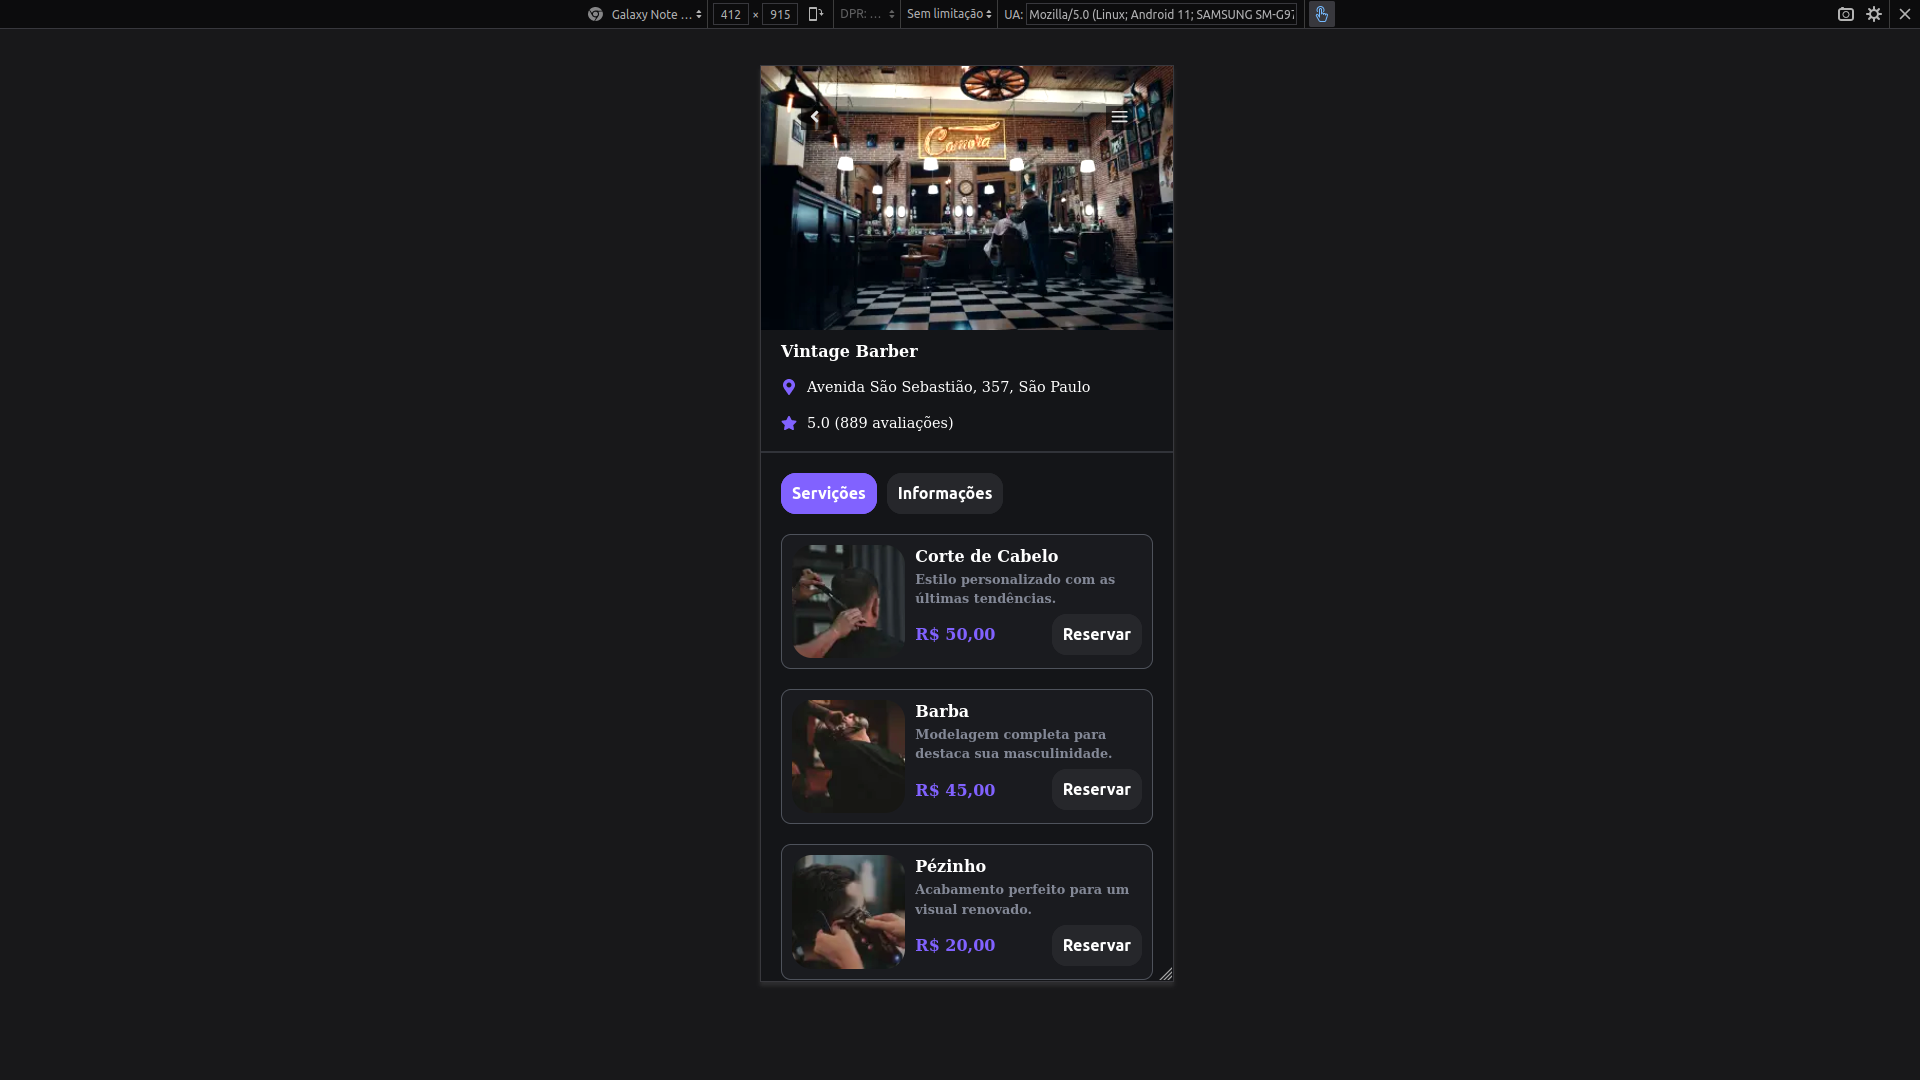 Galaxy Note ... 412 × 915 DPR: ... Sem limitação UA: Mozilla/5.0 (Linux; Android 11; SAMSUNG SM-G97
Camora
Vintage Barber
Avenida São Sebastião, 357, São Paulo
5.0 (889 avaliações)
Servições Informações
Corte de Cabelo
Estilo personalizado com as
últimas tendências.
R$ 50,00 Reservar
Barba
Modelagem completa para
destaca sua masculinidade.
R$ 45,00 Reservar
Pézinho
Acabamento perfeito para um
visual renovado.
R$ 20,00 Reservar